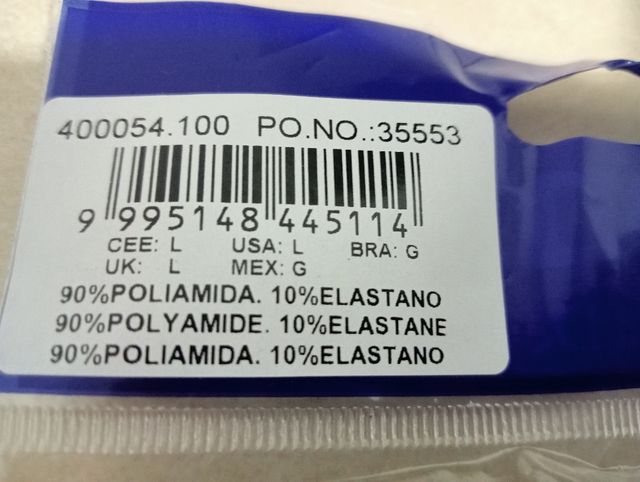 400054.100 PO.NO.:35553
9 995148 445114
CEE: L USA: L BRA: G
UK: L MEX: G
90%POLIAMIDA. 10%ELASTANO
90%POLYAMIDE. 10%ELASTANE
90%POLIAMIDA. 10%ELASTANO